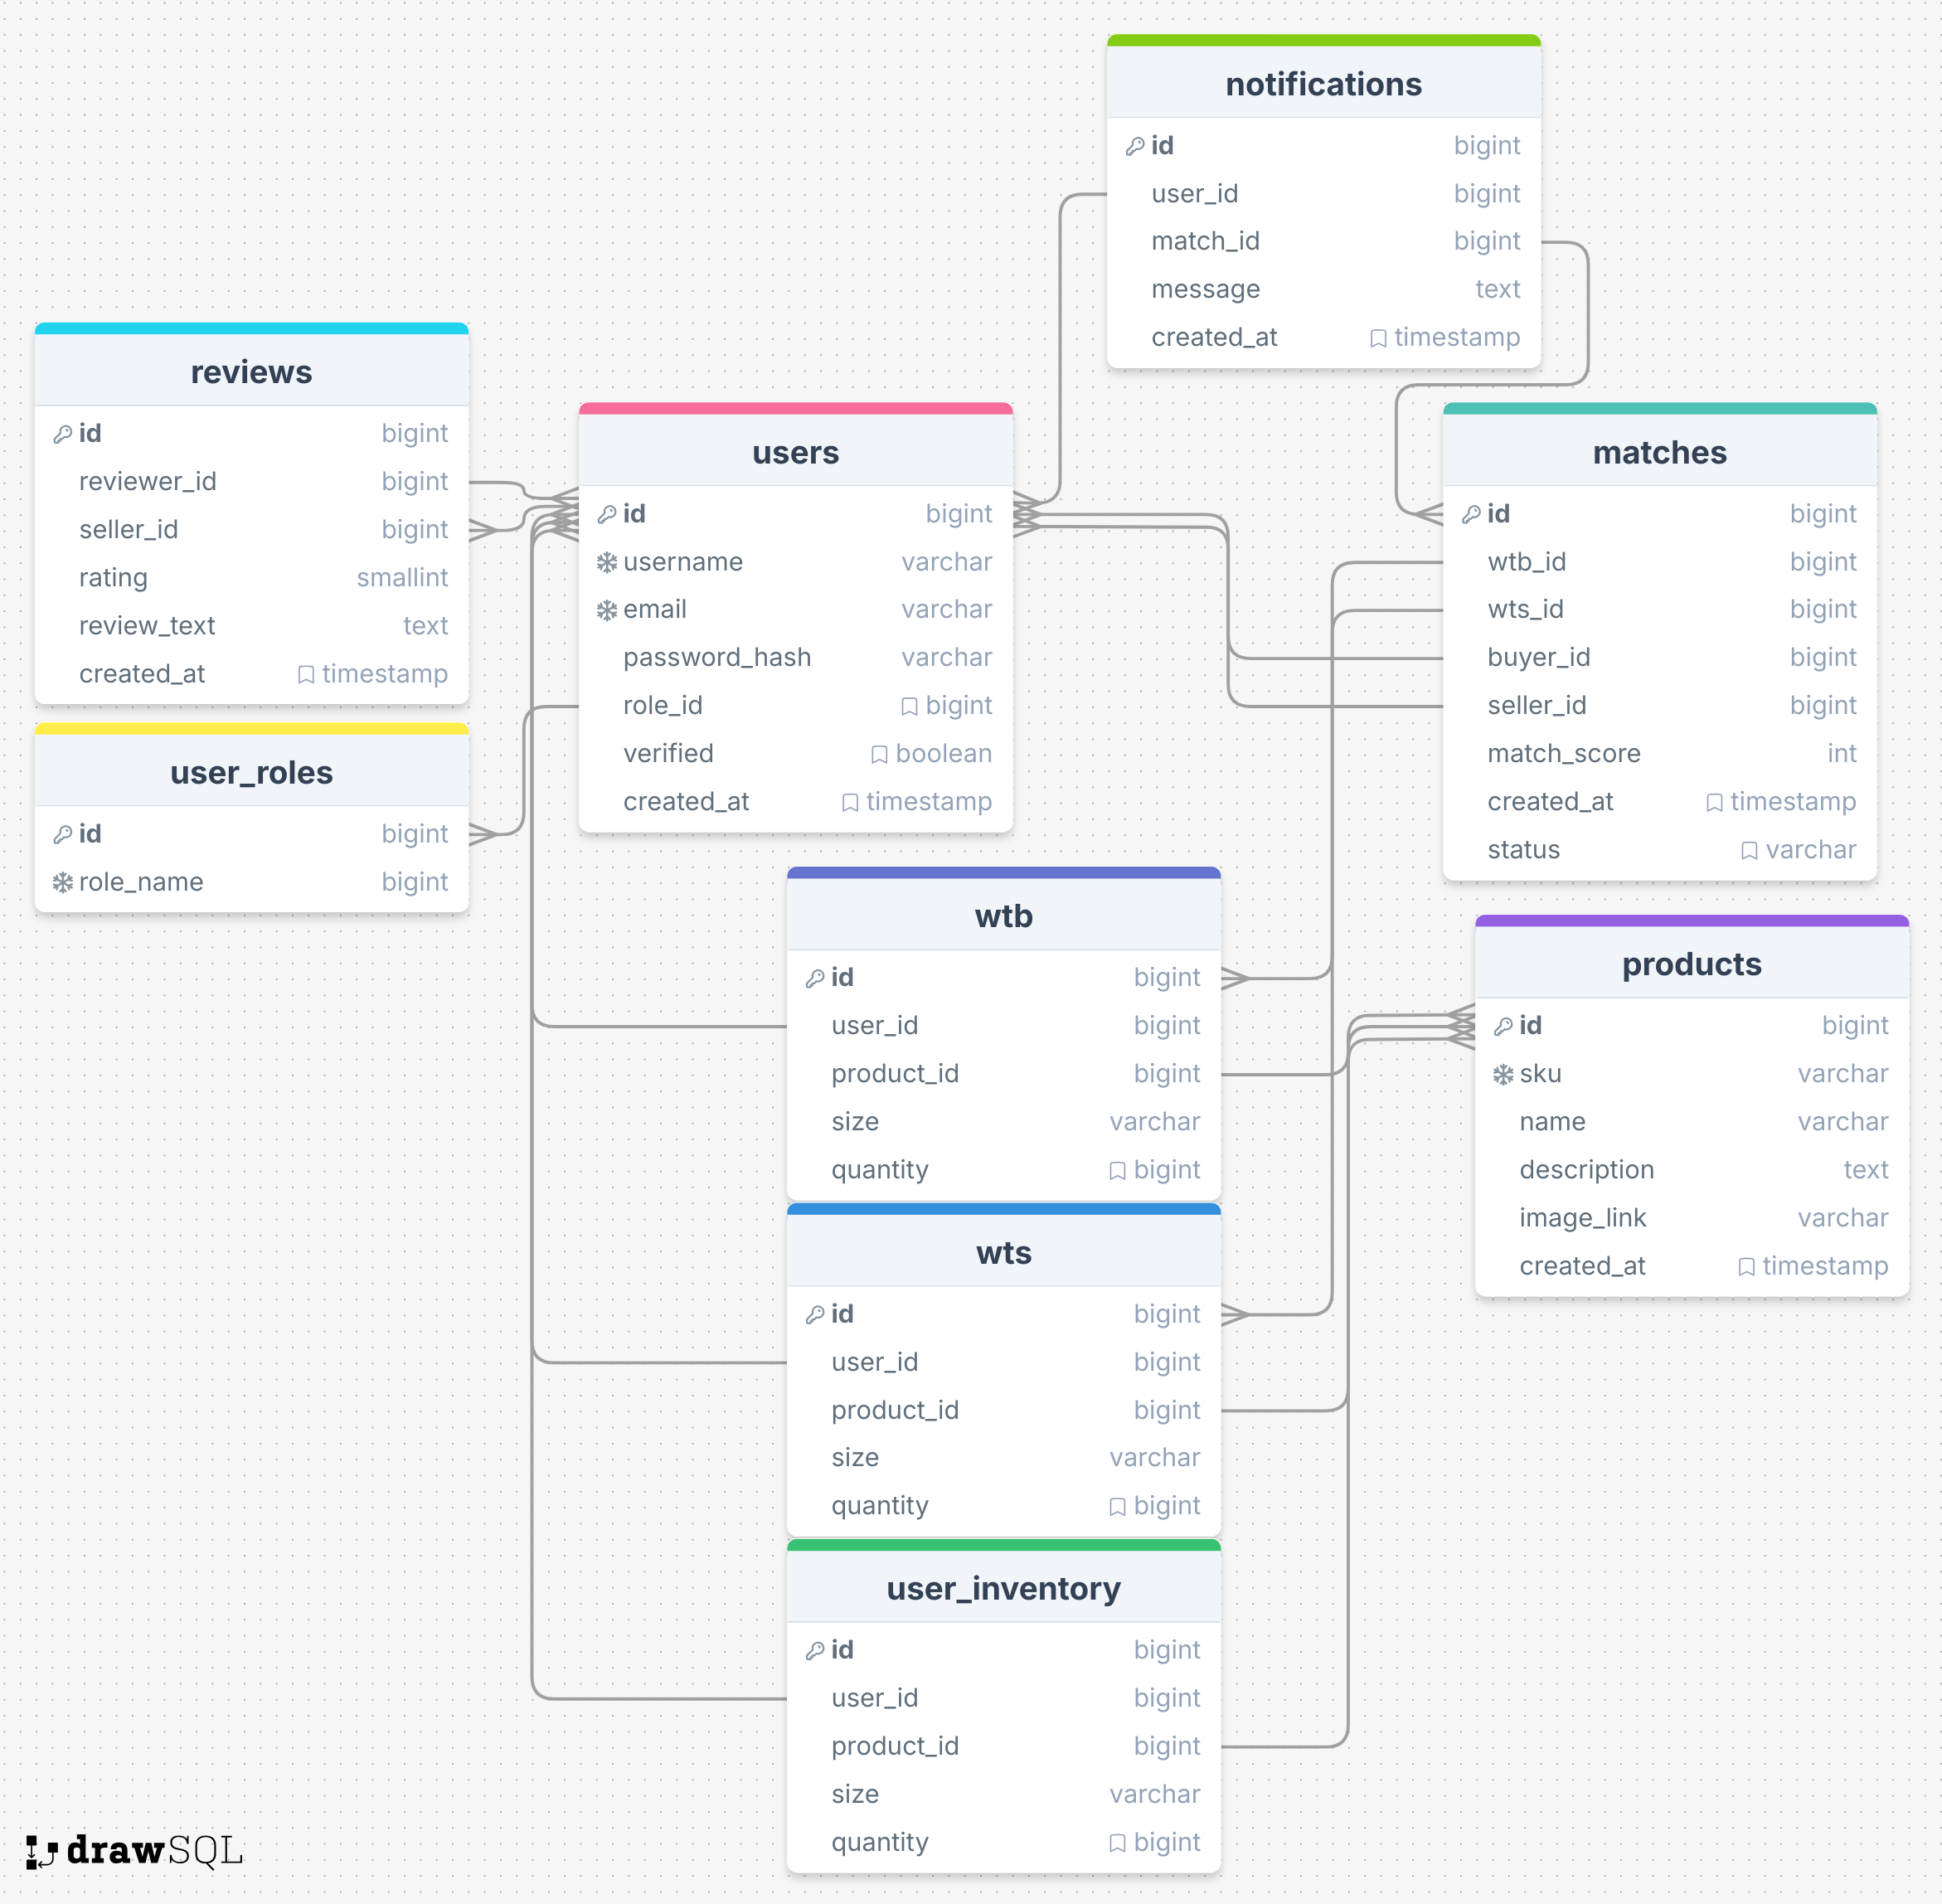 notifications
id bigint
user_id bigint
match_id bigint
message text
created_at timestamp
reviews
id bigint
reviewer_id bigint
seller_id bigint
rating smallint
review_text text
created_at timestamp
users
id bigint
username varchar
email varchar
password_hash varchar
role_id bigint
verified boolean
created_at timestamp
matches
id bigint
wtb_id bigint
wts_id bigint
buyer_id bigint
seller_id bigint
match_score int
created_at timestamp
status varchar
user_roles
id bigint
role_name bigint
wtb
id bigint
user_id bigint
product_id bigint
size varchar
quantity bigint
products
id bigint
sku varchar
name varchar
description text
image_link varchar
created_at timestamp
wts
id bigint
user_id bigint
product_id bigint
size varchar
quantity bigint
user_inventory
id bigint
user_id bigint
product_id bigint
size varchar
quantity bigint
drawSQL